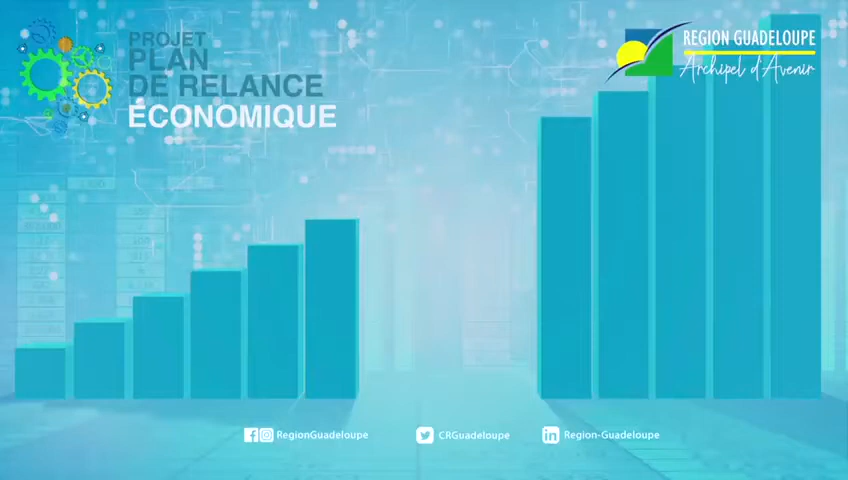 PROJET
PLAN
DE RELANCE
ÉCONOMIQUE
REGION GUADELOUPE
Archipel d'Avenir
RegionGuadeloupe
CRGuadeloupe
Region-Guadeloupe